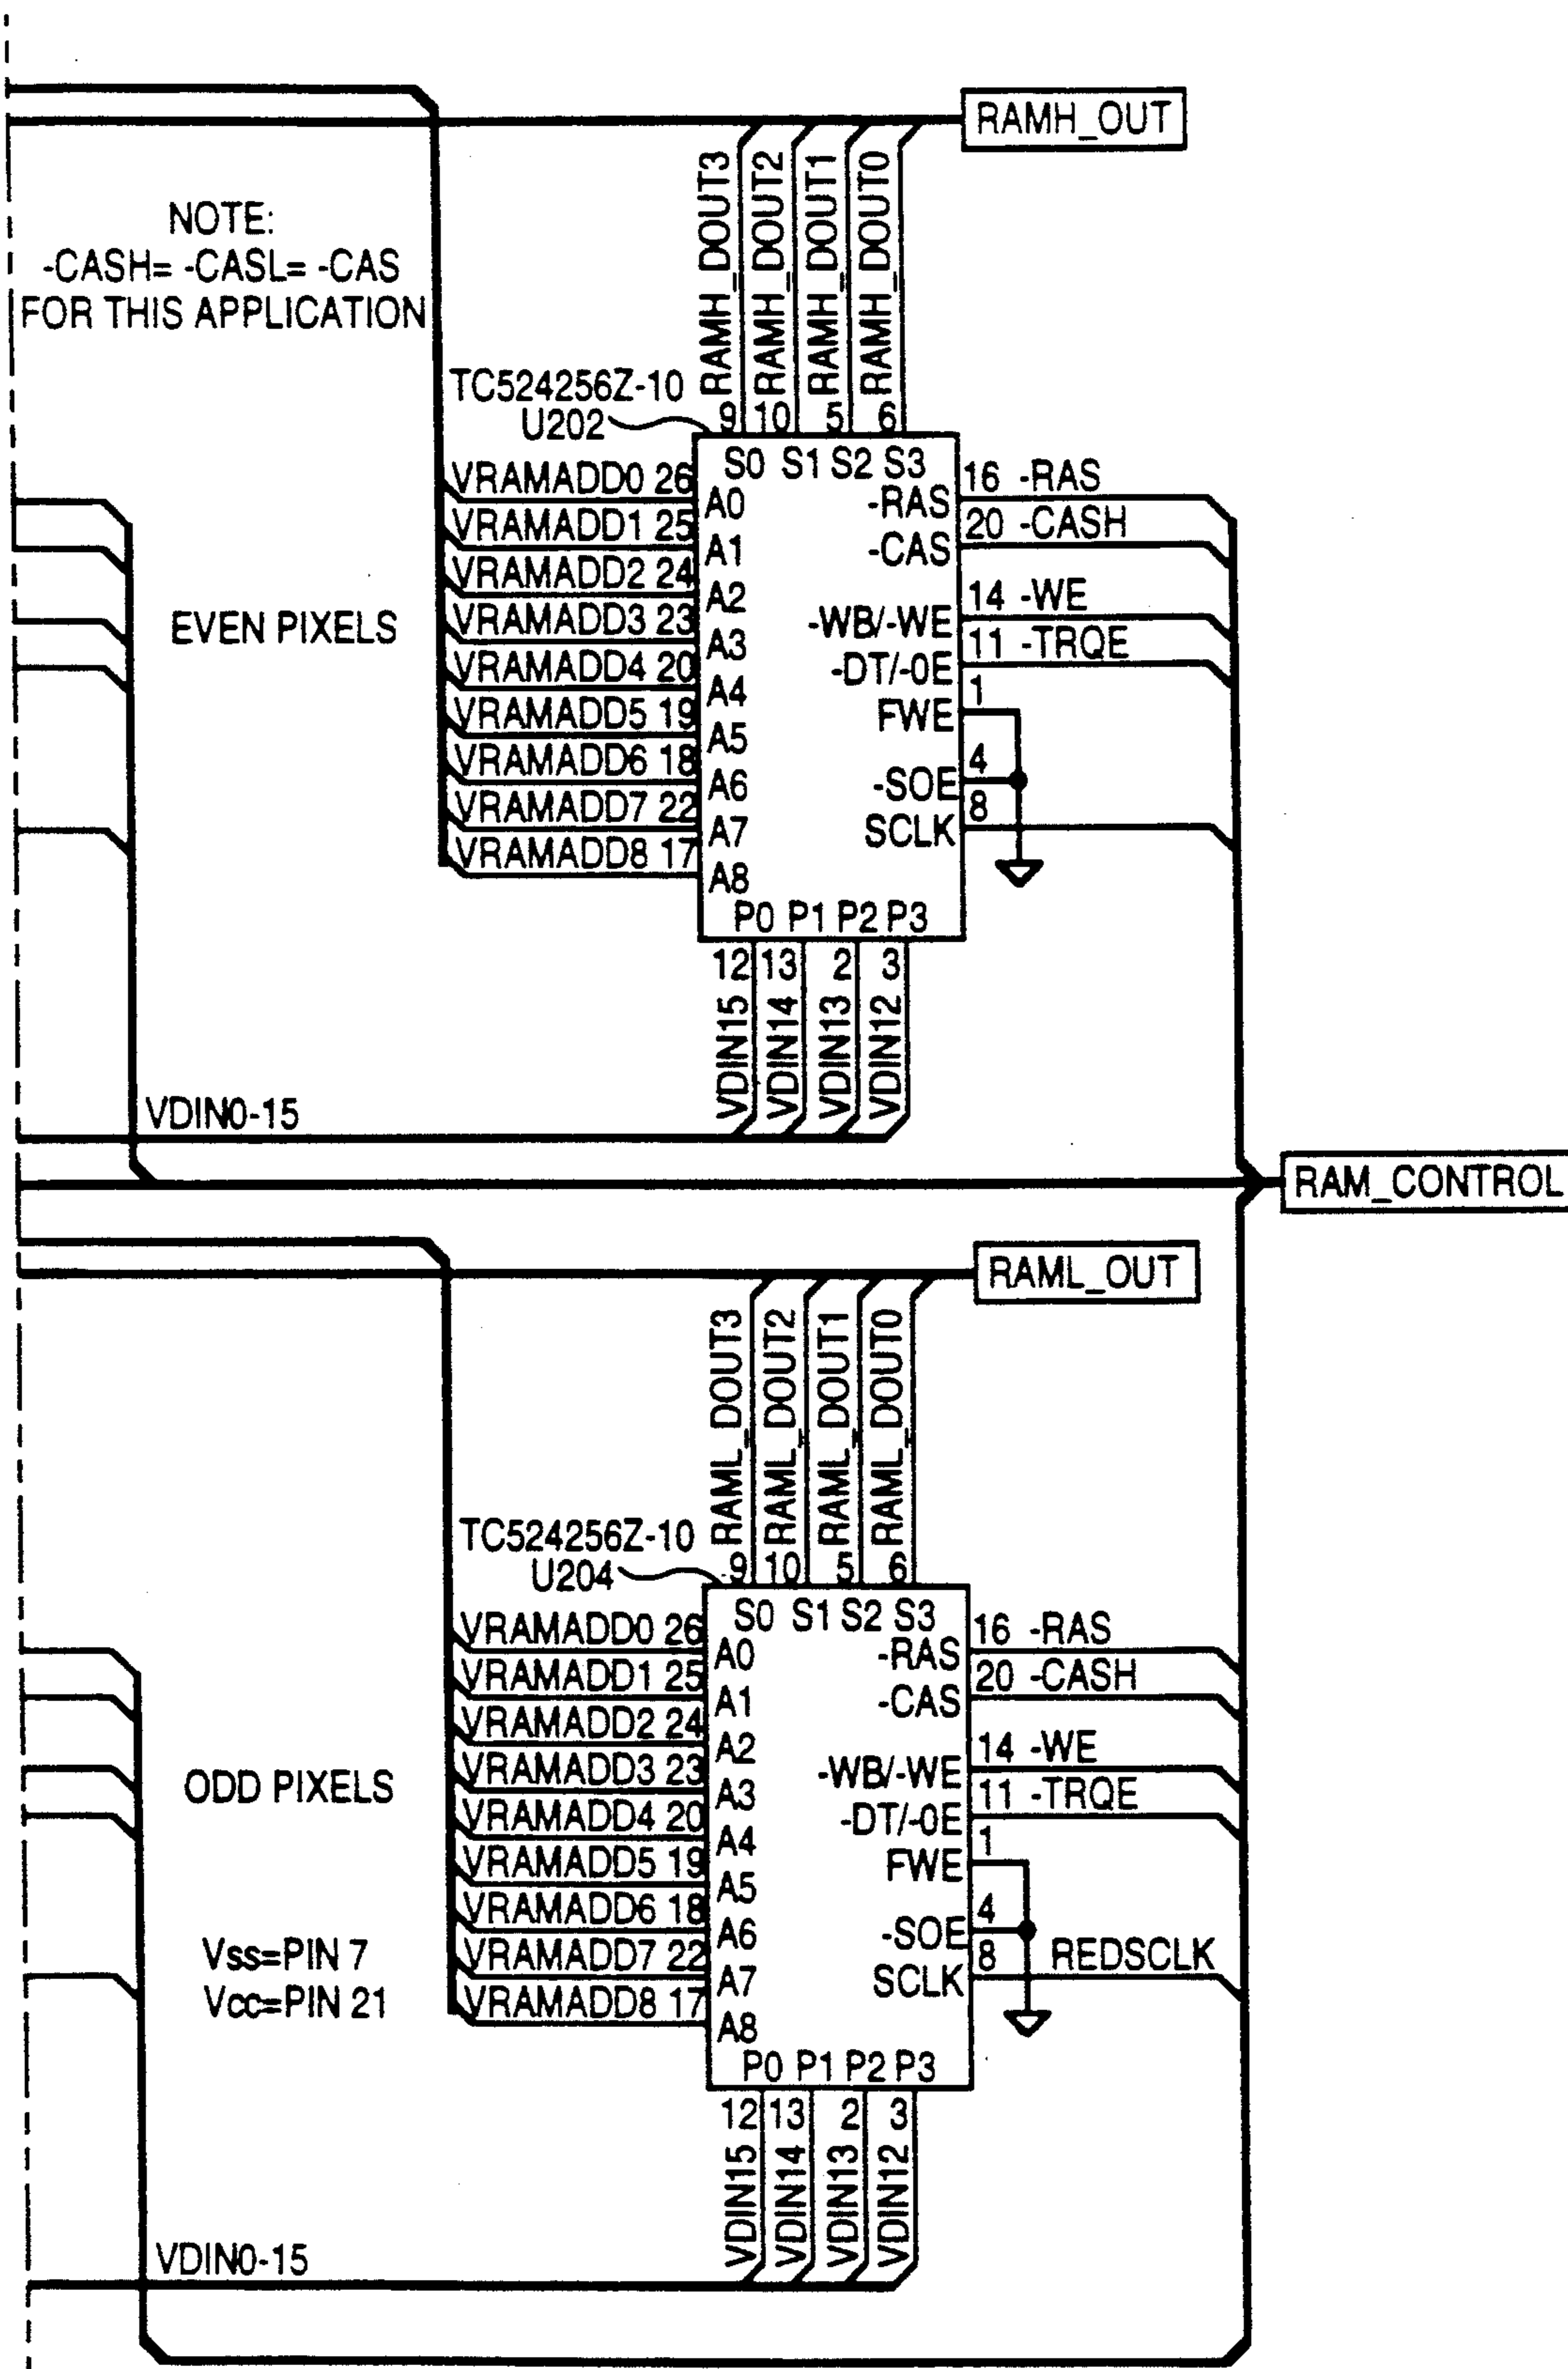 RAMH_OUT
RAMH_DOUT3
RAMH_DOUT2
RAMH_DOUT1
RAMH_DOUT0
NOTE:
-CASH= -CASL= -CAS
FOR THIS APPLICATION
TC524256Z-10
U202
9 10 5 6
S0 S1 S2 S3
VRAMADD0 26 A0
VRAMADD1 25 A1
VRAMADD2 24 A2
VRAMADD3 23 A3
VRAMADD4 20 A4
VRAMADD5 19 A5
VRAMADD6 18 A6
VRAMADD7 22 A7
VRAMADD8 17 A8
-RAS 16 -RAS
-CAS 20 -CASH
-WB/-WE 14 -WE
-DT/-0E 11 -TRQE
FWE 1
-SOE 4
SCLK 8
EVEN PIXELS
P0 P1 P2 P3
12 13 2 3
VDIN15
VDIN14
VDIN13
VDIN12
VDIN0-15
RAM_CONTROL
RAML_OUT
RAML_DOUT3
RAML_DOUT2
RAML_DOUT1
RAML_DOUT0
TC524256Z-10
U204
9 10 5 6
S0 S1 S2 S3
VRAMADD0 26 A0
VRAMADD1 25 A1
VRAMADD2 24 A2
VRAMADD3 23 A3
VRAMADD4 20 A4
VRAMADD5 19 A5
VRAMADD6 18 A6
VRAMADD7 22 A7
VRAMADD8 17 A8
-RAS 16 -RAS
-CAS 20 -CASH
-WB/-WE 14 -WE
-DT/-0E 11 -TRQE
FWE 1
-SOE 4
SCLK 8 REDSCLK
ODD PIXELS
Vss=PIN 7
Vcc=PIN 21
P0 P1 P2 P3
12 13 2 3
VDIN15
VDIN14
VDIN13
VDIN12
VDIN0-15